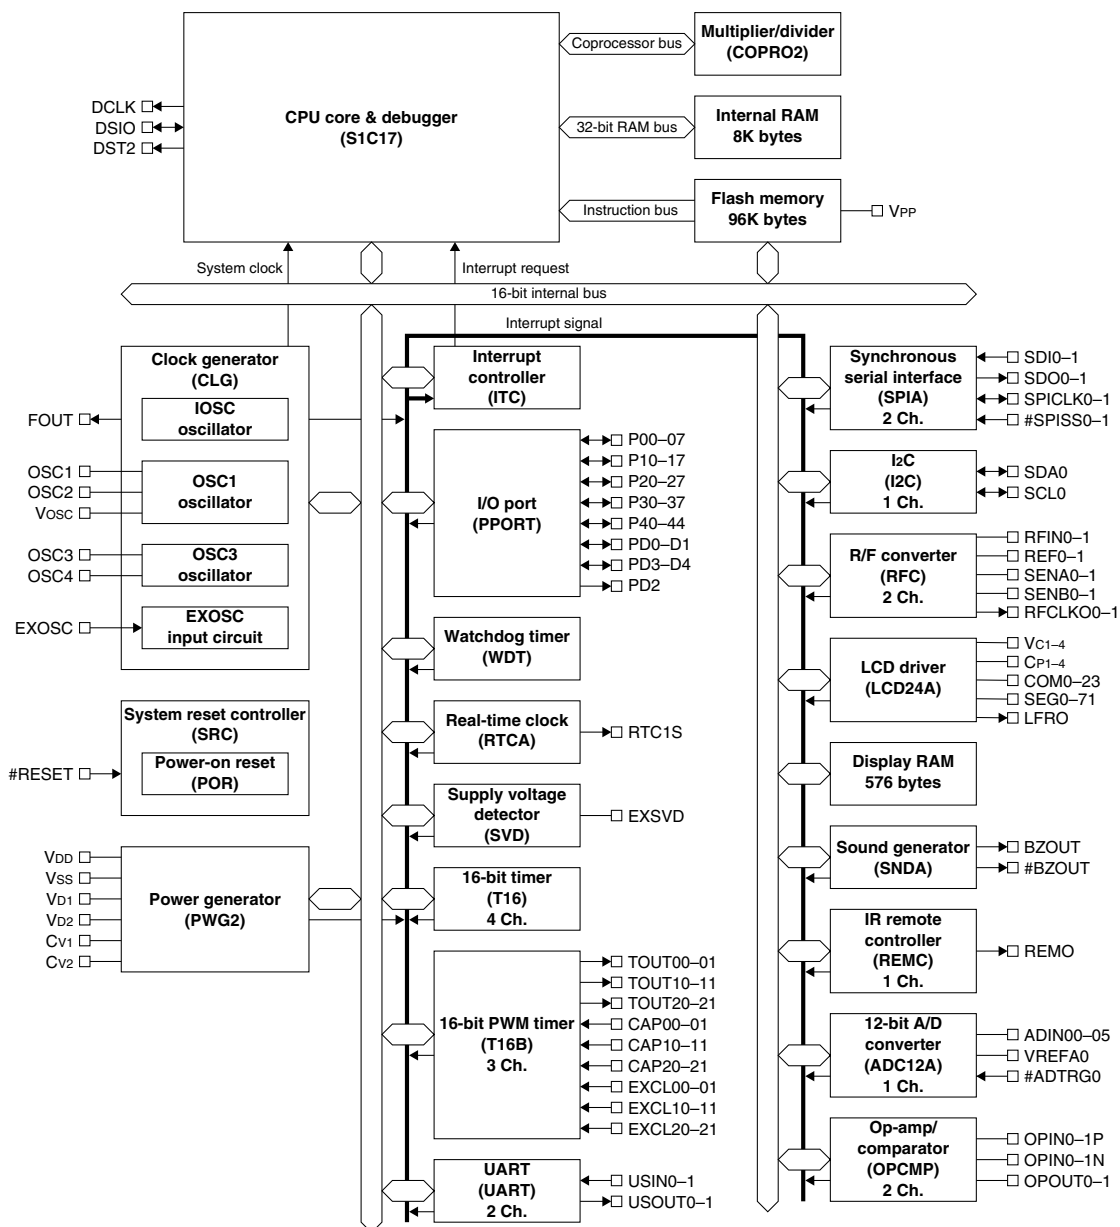 Coprocessor bus
Multiplier/divider
(COPRO2)
DCLK
DSIO
DST2
CPU core & debugger
(S1C17)
32-bit RAM bus
Internal RAM
8K bytes
Instruction bus
Flash memory
96K bytes
VPP
System clock
Interrupt request
16-bit internal bus
Interrupt signal
Clock generator
(CLG)
IOSC
oscillator
FOUT
OSC1
OSC2
VOSC
OSC1
oscillator
OSC3
OSC4
OSC3
oscillator
EXOSC
EXOSC
input circuit
System reset controller
(SRC)
Power-on reset
(POR)
#RESET
VDD
VSS
VD1
VD2
CV1
CV2
Power generator
(PWG2)
Interrupt
controller
(ITC)
I/O port
(PPORT)
P00–07
P10–17
P20–27
P30–37
P40–44
PD0–D1
PD3–D4
PD2
Watchdog timer
(WDT)
Real-time clock
(RTCA)
RTC1S
Supply voltage
detector
(SVD)
EXSVD
16-bit timer
(T16)
4 Ch.
16-bit PWM timer
(T16B)
3 Ch.
TOUT00–01
TOUT10–11
TOUT20–21
CAP00–01
CAP10–11
CAP20–21
EXCL00–01
EXCL10–11
EXCL20–21
UART
(UART)
2 Ch.
USIN0–1
USOUT0–1
Synchronous
serial interface
(SPIA)
2 Ch.
SDI0–1
SDO0–1
SPICLK0–1
#SPISS0–1
I2C
(I2C)
1 Ch.
SDA0
SCL0
R/F converter
(RFC)
2 Ch.
RFIN0–1
REF0–1
SENA0–1
SENB0–1
RFCLKO0–1
LCD driver
(LCD24A)
VC1–4
CP1–4
COM0–23
SEG0–71
LFRO
Display RAM
576 bytes
Sound generator
(SNDA)
BZOUT
#BZOUT
IR remote
controller
(REMC)
1 Ch.
REMO
12-bit A/D
converter
(ADC12A)
1 Ch.
ADIN00–05
VREFA0
#ADTRG0
Op-amp/
comparator
(OPCMP)
2 Ch.
OPIN0–1P
OPIN0–1N
OPOUT0–1